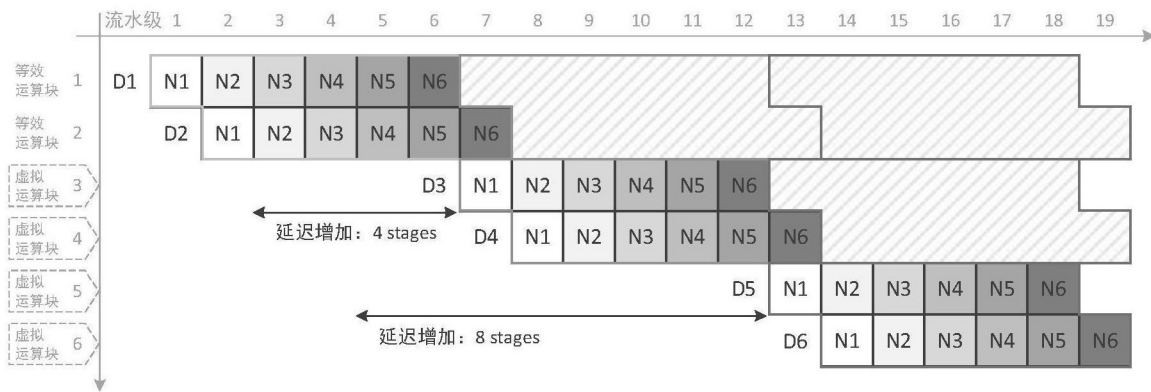 流水级 1 2 3 4 5 6 7 8 9 10 11 12 13 14 15 16 17 18 19
等效
运算块 1 D1 N1 N2 N3 N4 N5 N6
等效
运算块 2 D2 N1 N2 N3 N4 N5 N6
虚拟
运算块 3 D3 N1 N2 N3 N4 N5 N6
延迟增加：4 stages
虚拟
运算块 4 D4 N1 N2 N3 N4 N5 N6
虚拟
运算块 5 D5 N1 N2 N3 N4 N5 N6
延迟增加：8 stages
虚拟
运算块 6 D6 N1 N2 N3 N4 N5 N6